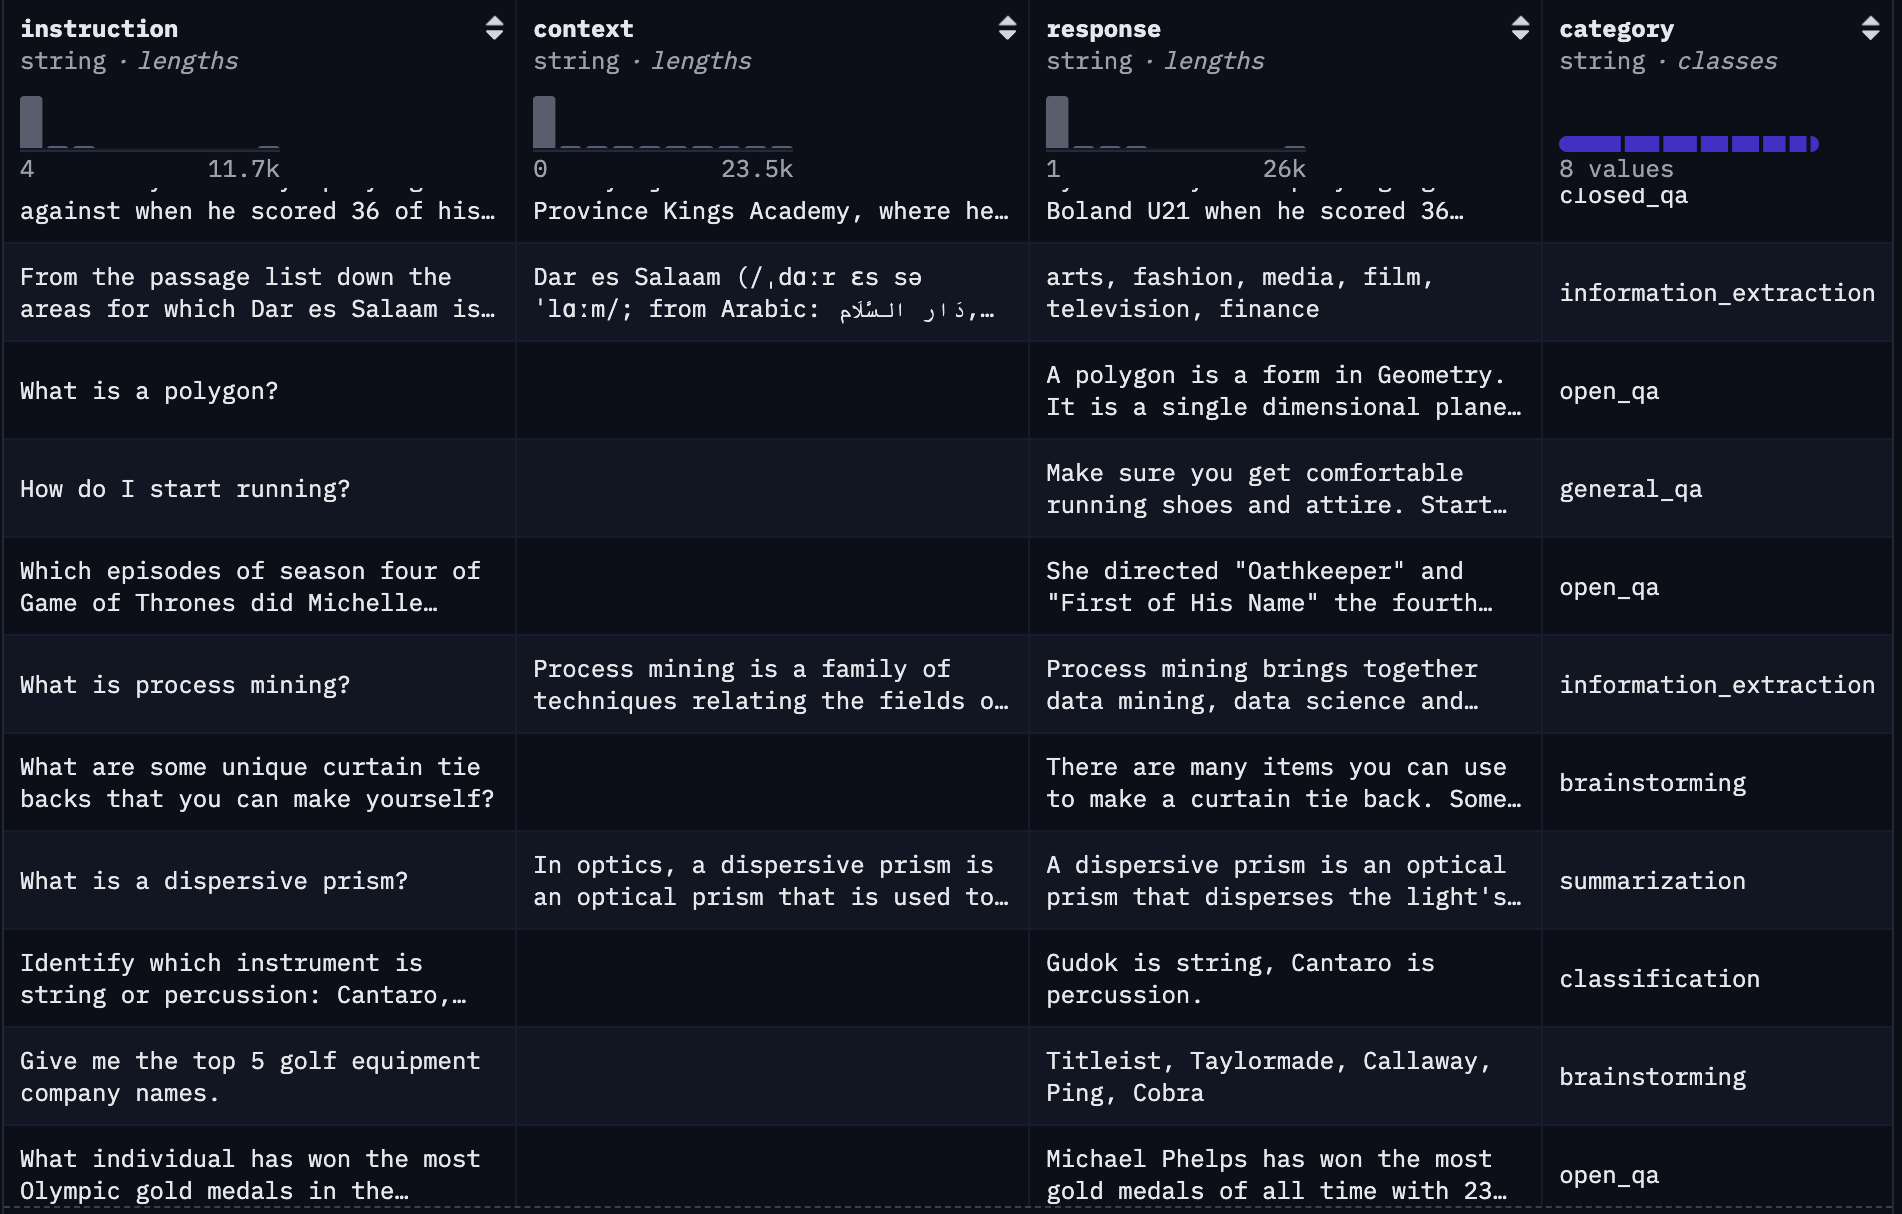 instruction
string · lengths
4 11.7k
context
string · lengths
0 23.5k
response
string · lengths
1 26k
category
string · classes
8 values
against when he scored 36 of his…
Province Kings Academy, where he…
Boland U21 when he scored 36…
closed_qa
From the passage list down the
areas for which Dar es Salaam is…
Dar es Salaam (/ˌdɑːr ɛs sə
ˈlɑːm/; from Arabic: دَار السَّلَام,…
arts, fashion, media, film,
television, finance
information_extraction
What is a polygon?
A polygon is a form in Geometry.
It is a single dimensional plane…
open_qa
How do I start running?
Make sure you get comfortable
running shoes and attire. Start…
general_qa
Which episodes of season four of
Game of Thrones did Michelle…
She directed "Oathkeeper" and
"First of His Name" the fourth…
open_qa
What is process mining?
Process mining is a family of
techniques relating the fields o…
Process mining brings together
data mining, data science and…
information_extraction
What are some unique curtain tie
backs that you can make yourself?
There are many items you can use
to make a curtain tie back. Some…
brainstorming
What is a dispersive prism?
In optics, a dispersive prism is
an optical prism that is used to…
A dispersive prism is an optical
prism that disperses the light's…
summarization
Identify which instrument is
string or percussion: Cantaro,…
Gudok is string, Cantaro is
percussion.
classification
Give me the top 5 golf equipment
company names.
Titleist, Taylormade, Callaway,
Ping, Cobra
brainstorming
What individual has won the most
Olympic gold medals in the…
Michael Phelps has won the most
gold medals of all time with 23…
open_qa